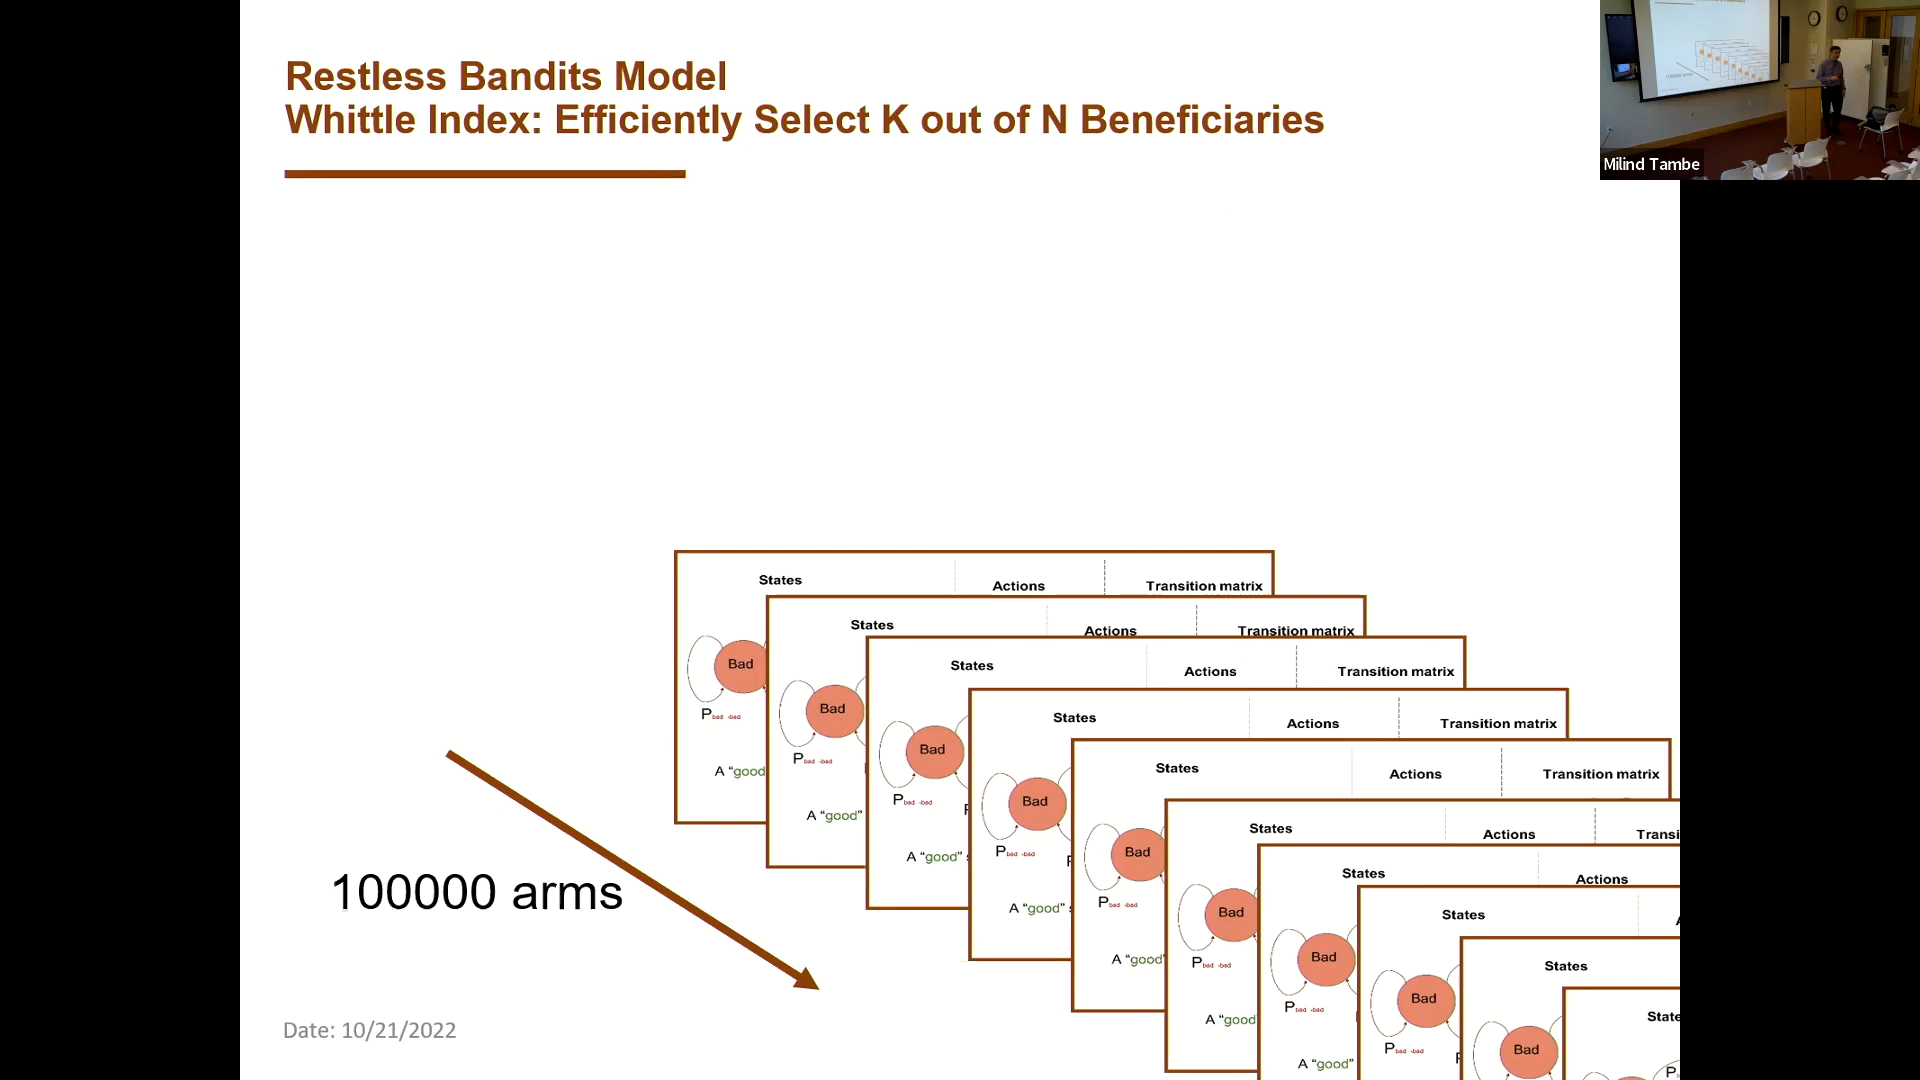 Restless Bandits Model
Whittle Index: Efficiently Select K out of N Beneficiaries
Milind Tambe
States Actions Transition matrix
Bad
P bad -bad
A “good
States Actions Transition matrix
Bad
P bad -bad
A “good”
States Actions Transition matrix
Bad
P bad -bad
A “good”
States Actions Transition matrix
Bad
P bad -bad
A “good”
States Actions Transition matrix
Bad
P bad -bad
A “good”
States Actions Transi
Bad
P bad -bad
A “good
States Actions
Bad
P bad -bad
A “good”
States
Bad
P bad -bad
States
Bad
State
P
100000 arms
Date: 10/21/2022